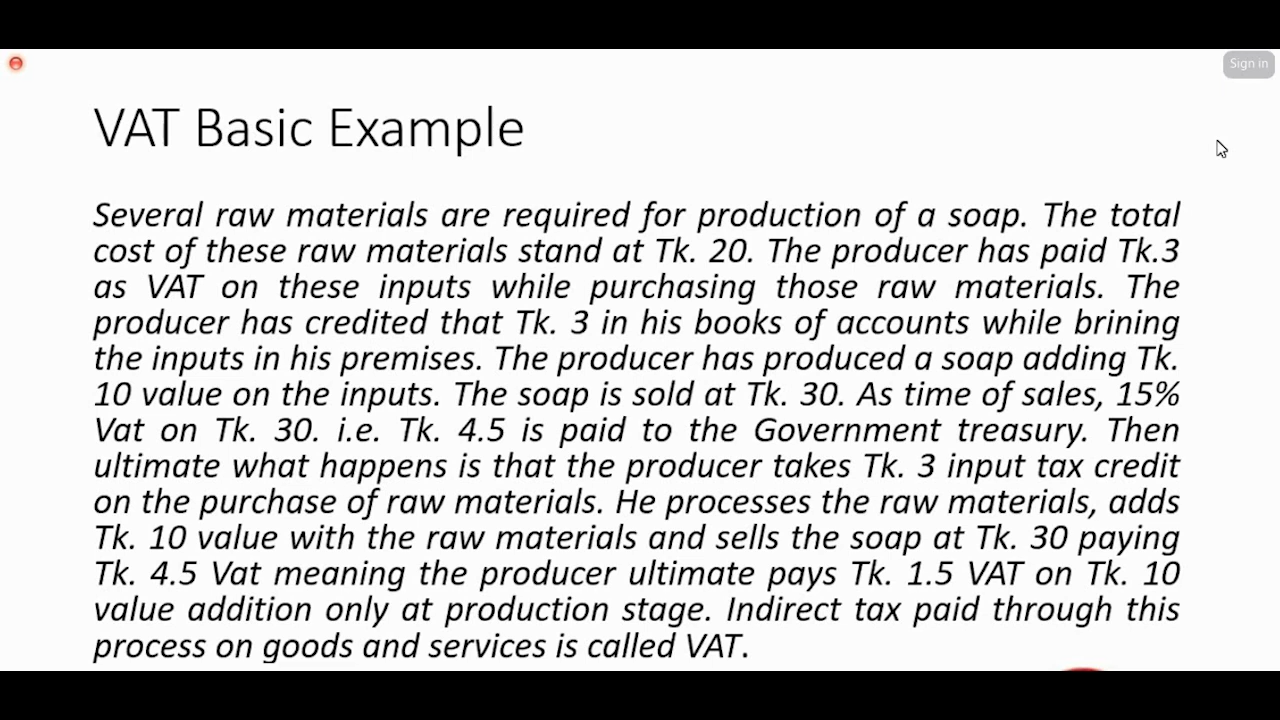 Sign in
VAT Basic Example
Several raw materials are required for production of a soap. The total
cost of these raw materials stand at Tk. 20. The producer has paid Tk.3
as VAT on these inputs while purchasing those raw materials. The
producer has credited that Tk. 3 in his books of accounts while brining
the inputs in his premises. The producer has produced a soap adding Tk.
10 value on the inputs. The soap is sold at Tk. 30. As time of sales, 15%
Vat on Tk. 30. i.e. Tk. 4.5 is paid to the Government treasury. Then
ultimate what happens is that the producer takes Tk. 3 input tax credit
on the purchase of raw materials. He processes the raw materials, adds
Tk. 10 value with the raw materials and sells the soap at Tk. 30 paying
Tk. 4.5 Vat meaning the producer ultimate pays Tk. 1.5 VAT on Tk. 10
value addition only at production stage. Indirect tax paid through this
process on goods and services is called VAT.